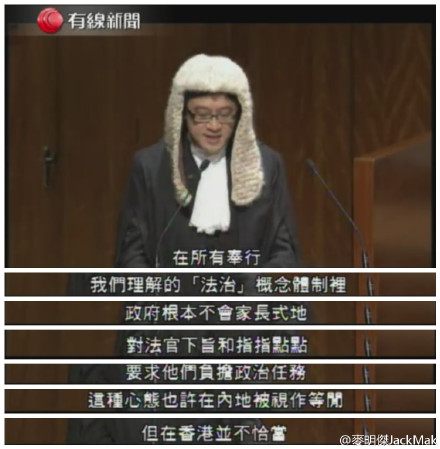 有線新聞
在所有奉行
我們理解的「法治」概念體制裡
政府根本不會家長式地
對法官下旨和指指點點
要求他們負擔政治任務
這種心態也許在內地被視作等閒
但在香港並不恰當
@麥明傑JackMak